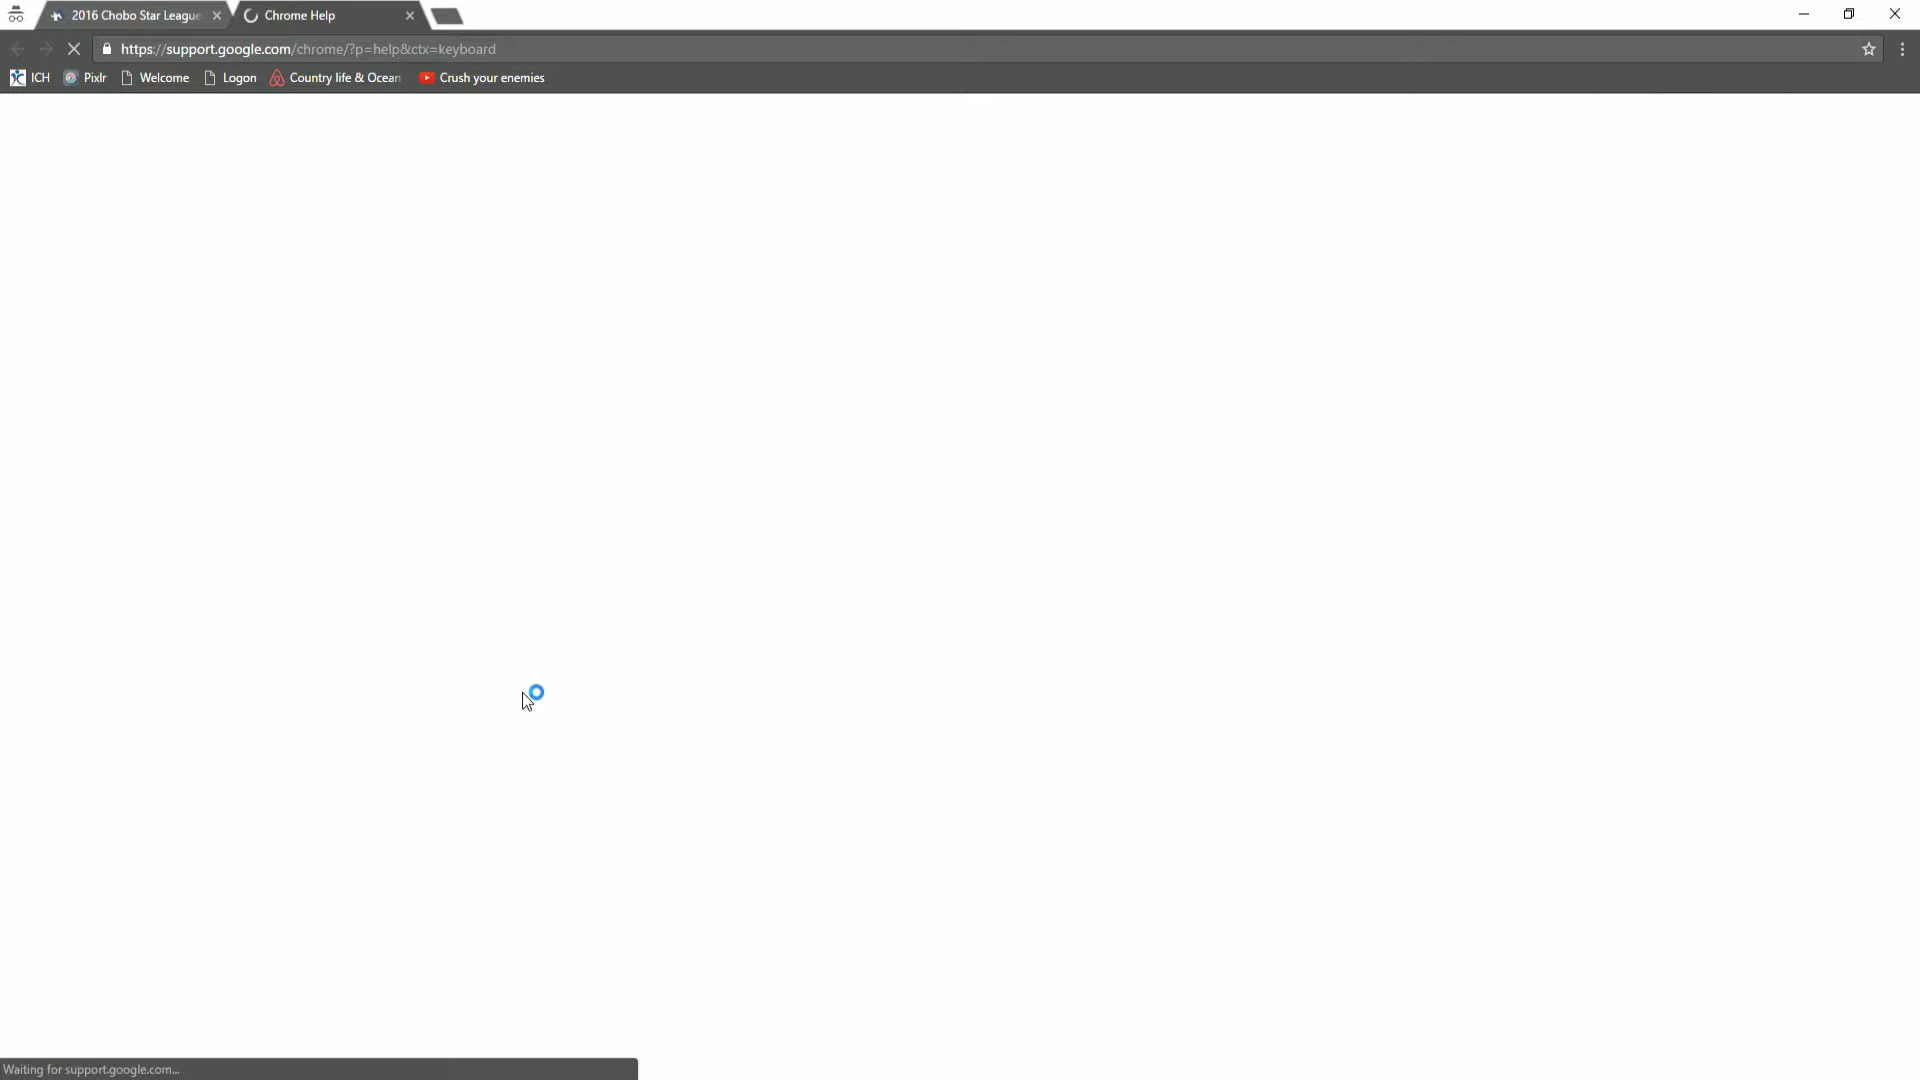 2016 Chobo Star League
Chrome Help
https://support.google.com/chrome/?p=help&ctx=keyboard
ICH
Pixlr
Welcome
Logon
Country life & Ocean
Crush your enemies
Waiting for support.google.com...